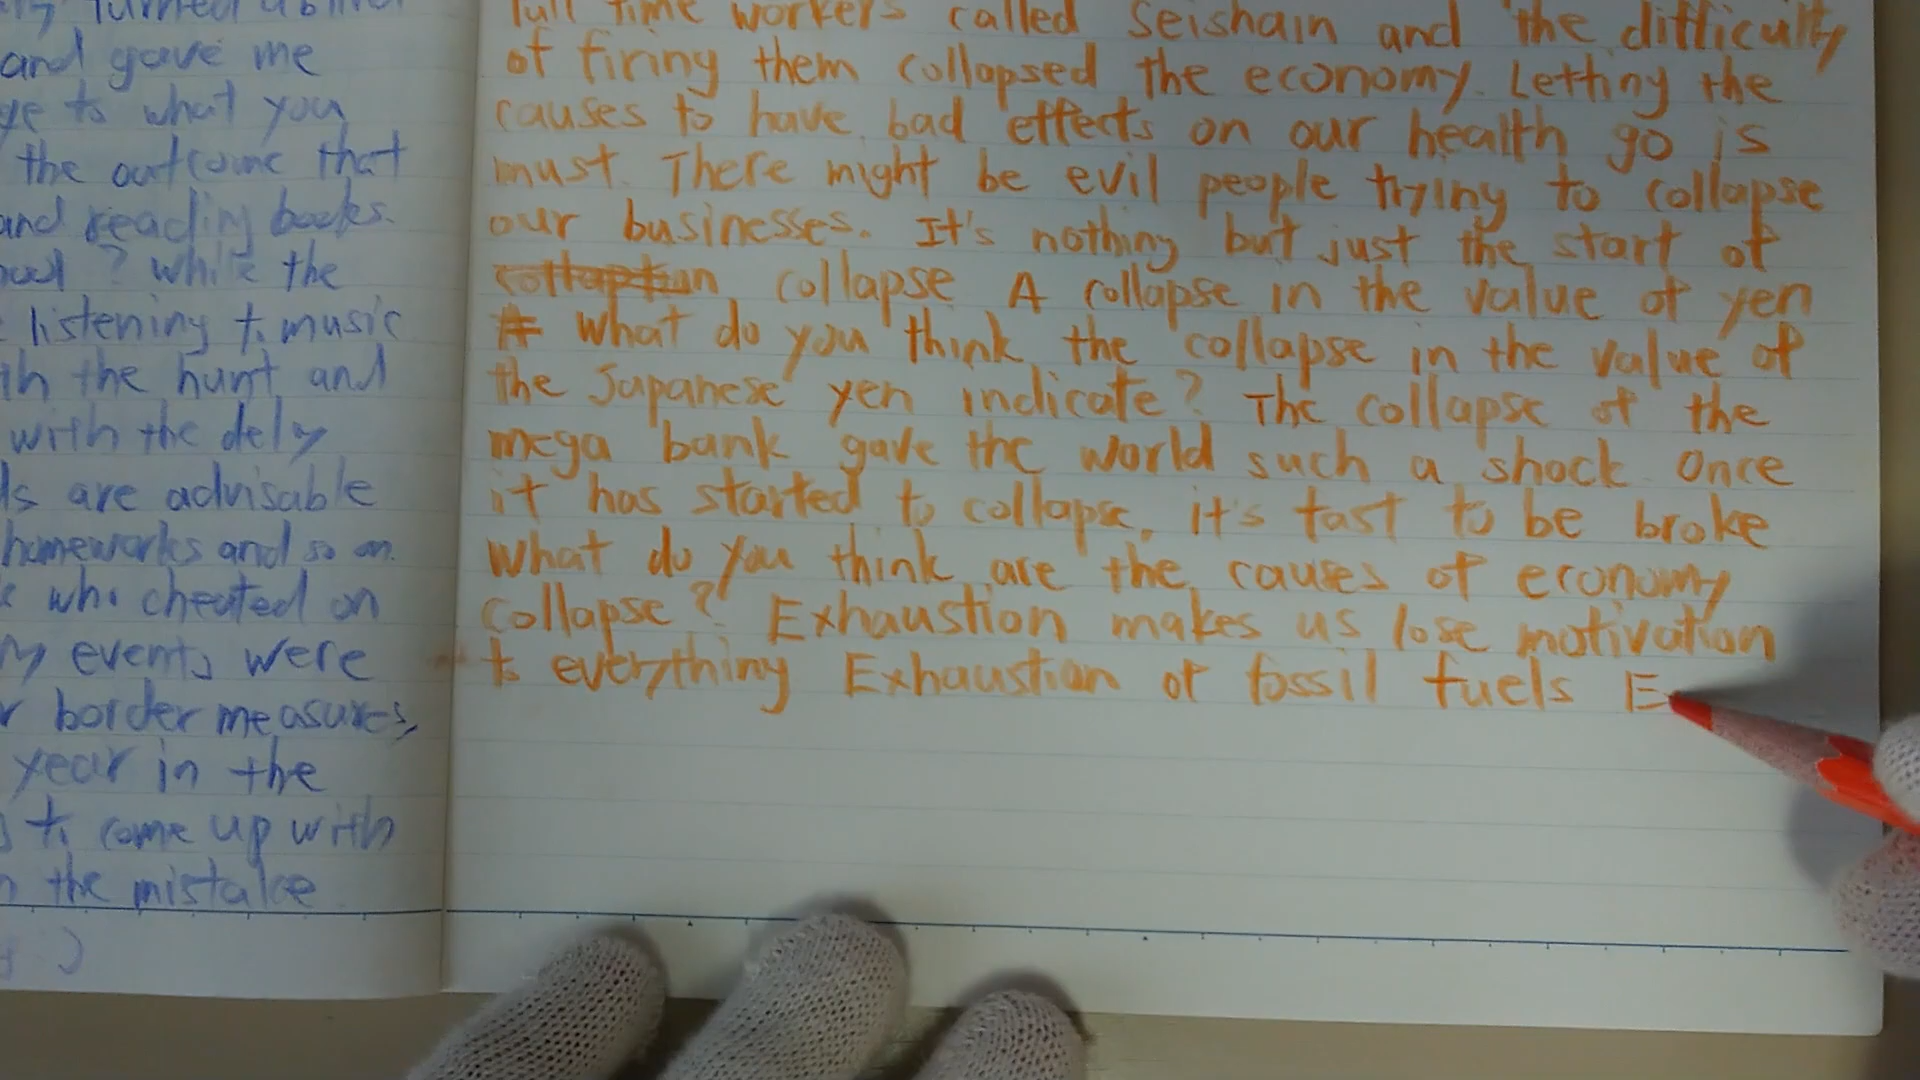 and gave me
to what you
the outcome that
and reading books.
? while the
listening to music
the hunt and
with the dely
are advisable
homeworks and so on.
who cheated on
events were
border measures,
year in the
to come up with
the mistake
full time workers called Seishain and the difficulty
of firing them collapsed the economy. Letting the
causes to have bad effects on our health go is
must. There might be evil people trying to collapse
our businesses. It's nothing but just the start of
collapse A collapse in the value of yen
What do you think the collapse in the value of
the Japanese yen indicate? The collapse of the
mega bank gave the world such a shock. Once
it has started to collapse, it's fast to be broke
What do you think are the causes of economy
collapse? Exhaustion makes us lose motivation
to everything Exhaustion of fossil fuels E